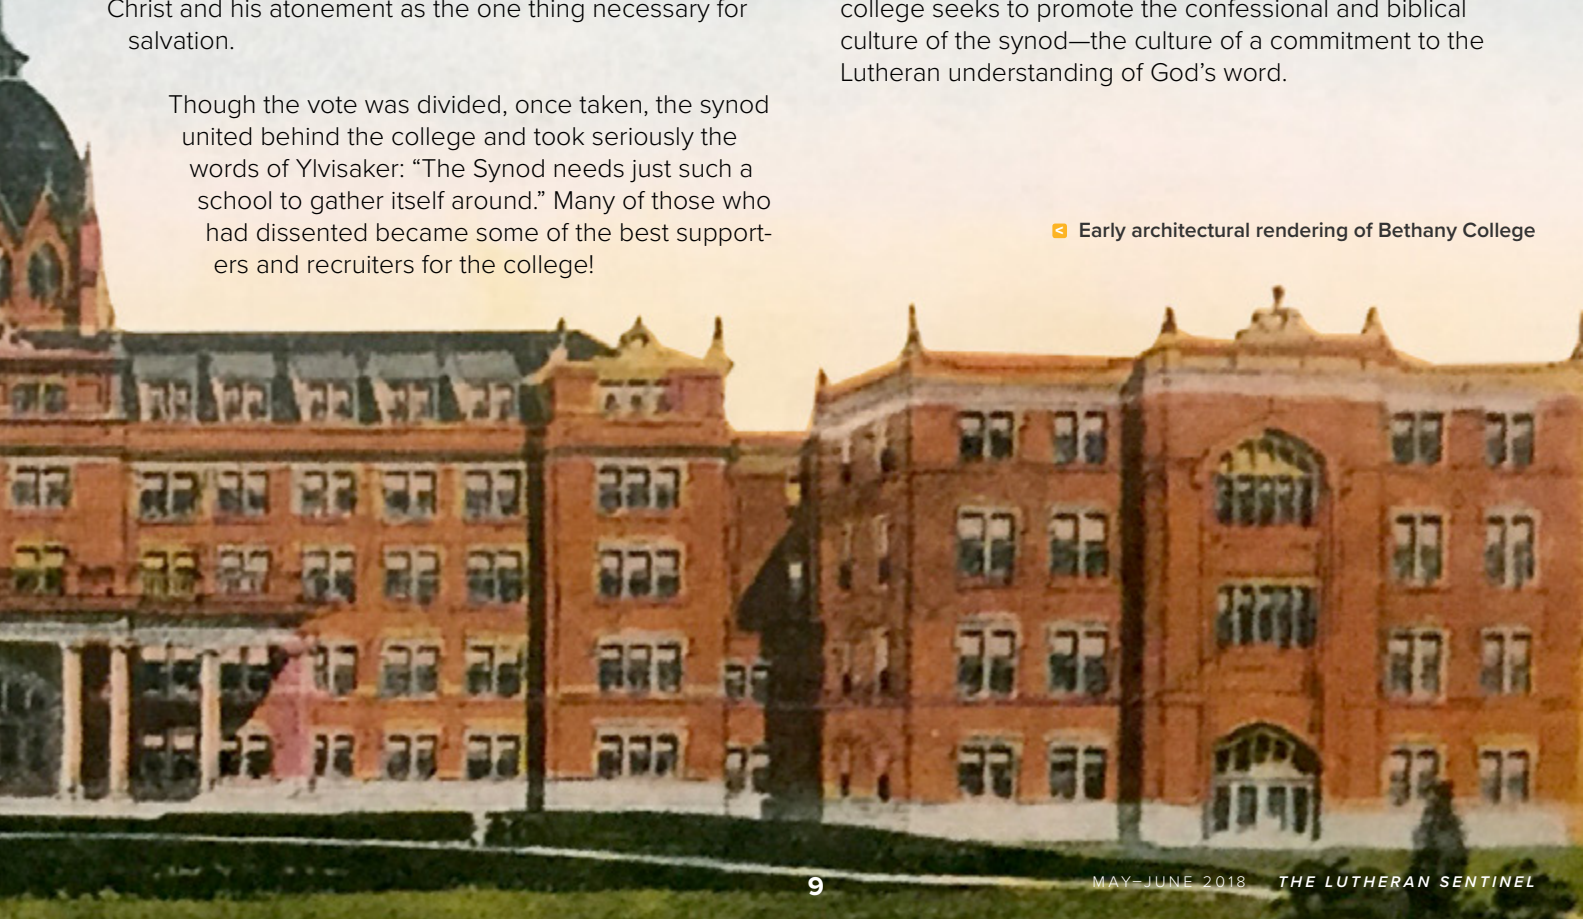 Christ and his atonement as the one thing necessary for
salvation.
Though the vote was divided, once taken, the synod
united behind the college and took seriously the
words of Ylvisaker: “The Synod needs just such a
school to gather itself around.” Many of those who
had dissented became some of the best support-
ers and recruiters for the college!
college seeks to promote the confessional and biblical
culture of the synod—the culture of a commitment to the
Lutheran understanding of God’s word.
< Early architectural rendering of Bethany College
9
MAY–JUNE 2018 THE LUTHERAN SENTINEL